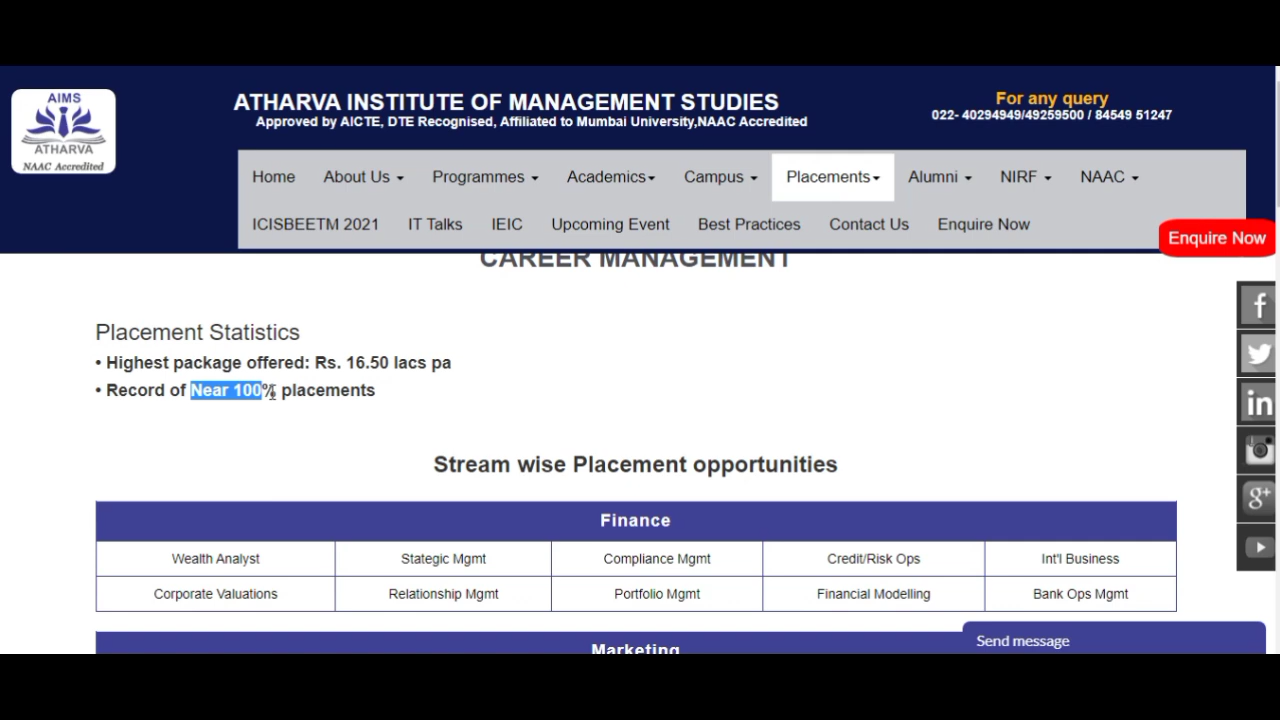 AIMS
ATHARVA
NAAC Accredited
ATHARVA INSTITUTE OF MANAGEMENT STUDIES
Approved by AICTE, DTE Recognised, Affiliated to Mumbai University,NAAC Accredited
For any query
022- 40294949/49259500 / 84549 51247
Home About Us Programmes Academics Campus Placements Alumni NIRF NAAC
ICISBEETM 2021 IT Talks IEIC Upcoming Event Best Practices Contact Us Enquire Now
Enquire Now
CAREER MANAGEMENT
Placement Statistics
• Highest package offered: Rs. 16.50 lacs pa
• Record of Near 100% placements
Stream wise Placement opportunities
Finance
Wealth Analyst Stategic Mgmt Compliance Mgmt Credit/Risk Ops Int'l Business
Corporate Valuations Relationship Mgmt Portfolio Mgmt Financial Modelling Bank Ops Mgmt
Marketing
Send message